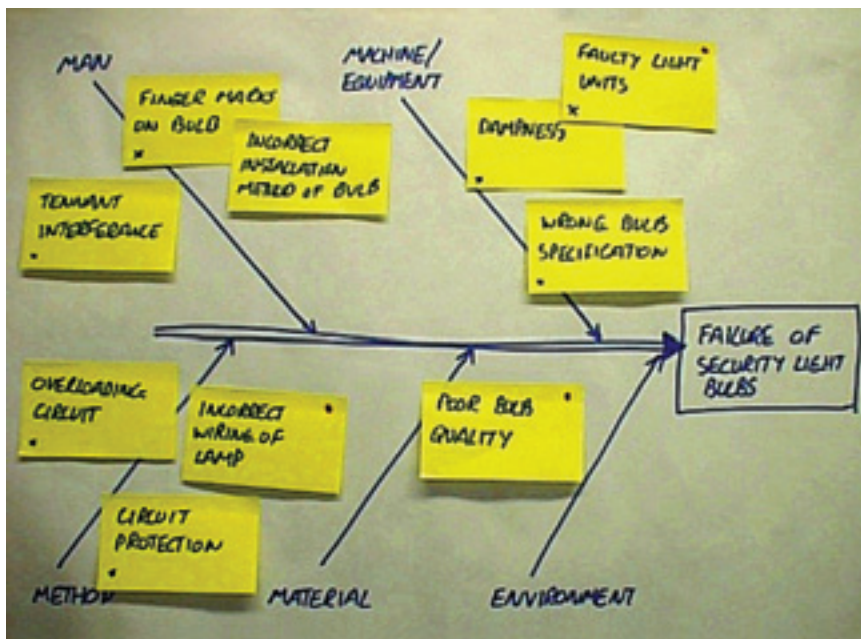 MAN
FINGER MARKS
ON BULB
INCORRECT
INSTALLATION
METHOD OF BULB
TENNANT
INTERFERANCE
MACHINE/
EQUIPMENT
FAULTY LIGHT
UNITS
DAMPNESS
WRONG BULB
SPECIFICATION
FAILURE OF
SECURITY LIGHT
BULBS
OVERLOADING
CIRCUIT
INCORRECT
WIRING OF
LAMP
CIRCUIT
PROTECTION
METHOD
POOR BULB
QUALITY
MATERIAL
ENVIRONMENT